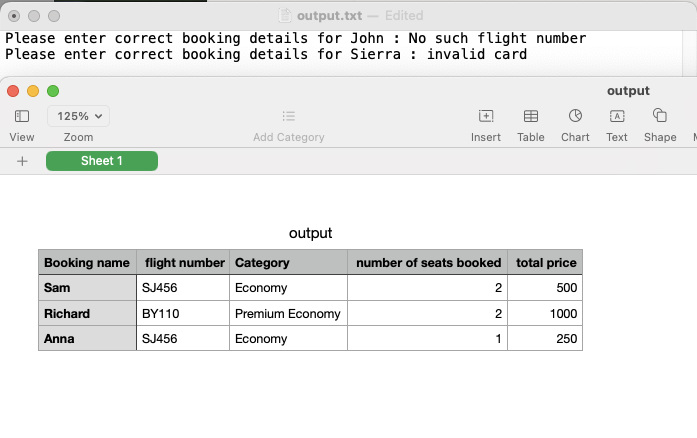 output.txt — Edited
Please enter correct booking details for John : No such flight number
Please enter correct booking details for Sierra : invalid card
output
125%
View Zoom Add Category Insert Table Chart Text Shape
+ Sheet 1
output
Booking name flight number Category number of seats booked total price
Sam SJ456 Economy 2 500
Richard BY110 Premium Economy 2 1000
Anna SJ456 Economy 1 250